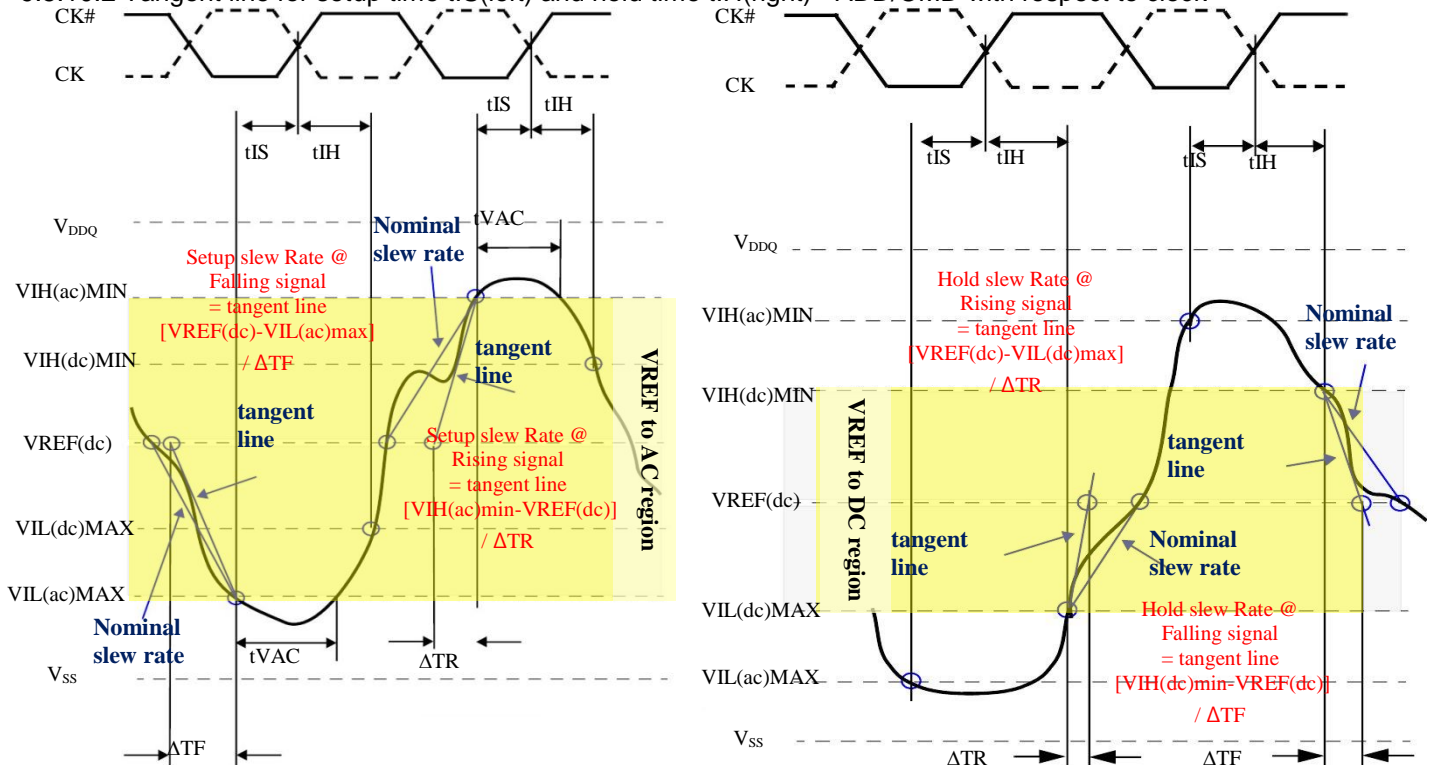 CK#
CK
tIS
tIH
tIS
tIH
VDDQ
Nominal
slew rate
tVAC
Setup slew Rate @
Falling signal
= tangent line
[VREF(dc)-VIL(ac)max]
/ ΔTF
VIH(ac)MIN
VIH(dc)MIN
tangent
line
tangent
line
VREF(dc)
Setup slew Rate @
Rising signal
= tangent line
[VIH(ac)min-VREF(dc)]
/ ΔTR
VREF to AC region
VIL(dc)MAX
VIL(ac)MAX
Nominal
slew rate
tVAC
ΔTR
VSS
ΔTF
CK#
CK
tIS
tIH
tIS
tIH
VDDQ
Hold slew Rate @
Rising signal
= tangent line
[VREF(dc)-VIL(dc)max]
/ ΔTR
VIH(ac)MIN
Nominal
slew rate
VIH(dc)MIN
VREF to DC region
tangent
line
VREF(dc)
tangent
line
Nominal
slew rate
VIL(dc)MAX
Hold slew Rate @
Falling signal
= tangent line
[VIH(dc)min-VREF(dc)]
/ ΔTF
VIL(ac)MAX
VSS
ΔTR
ΔTF